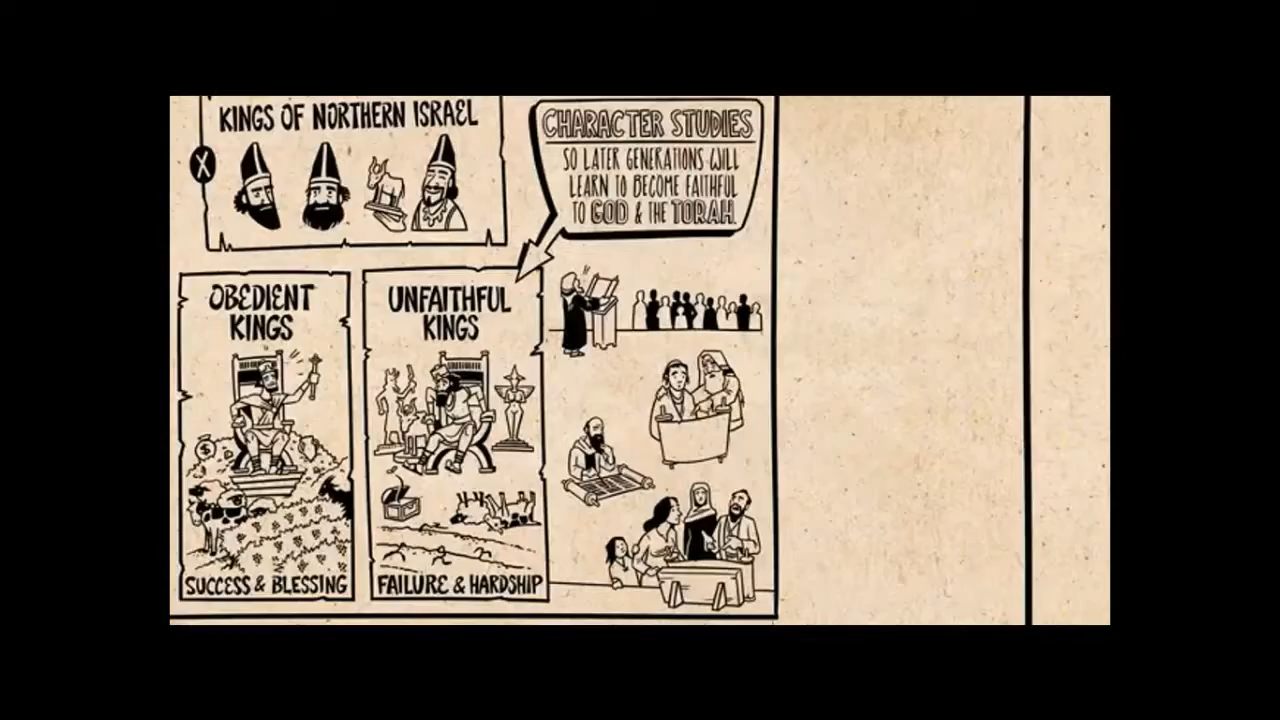 KINGS OF NORTHERN ISRAEL
X
CHARACTER STUDIES
SO LATER GENERATIONS WILL
LEARN TO BECOME FAITHFUL
TO GOD & THE TORAH.
OBEDIENT
KINGS
$
SUCCESS & BLESSING
UNFAITHFUL
KINGS
FAILURE & HARDSHIP